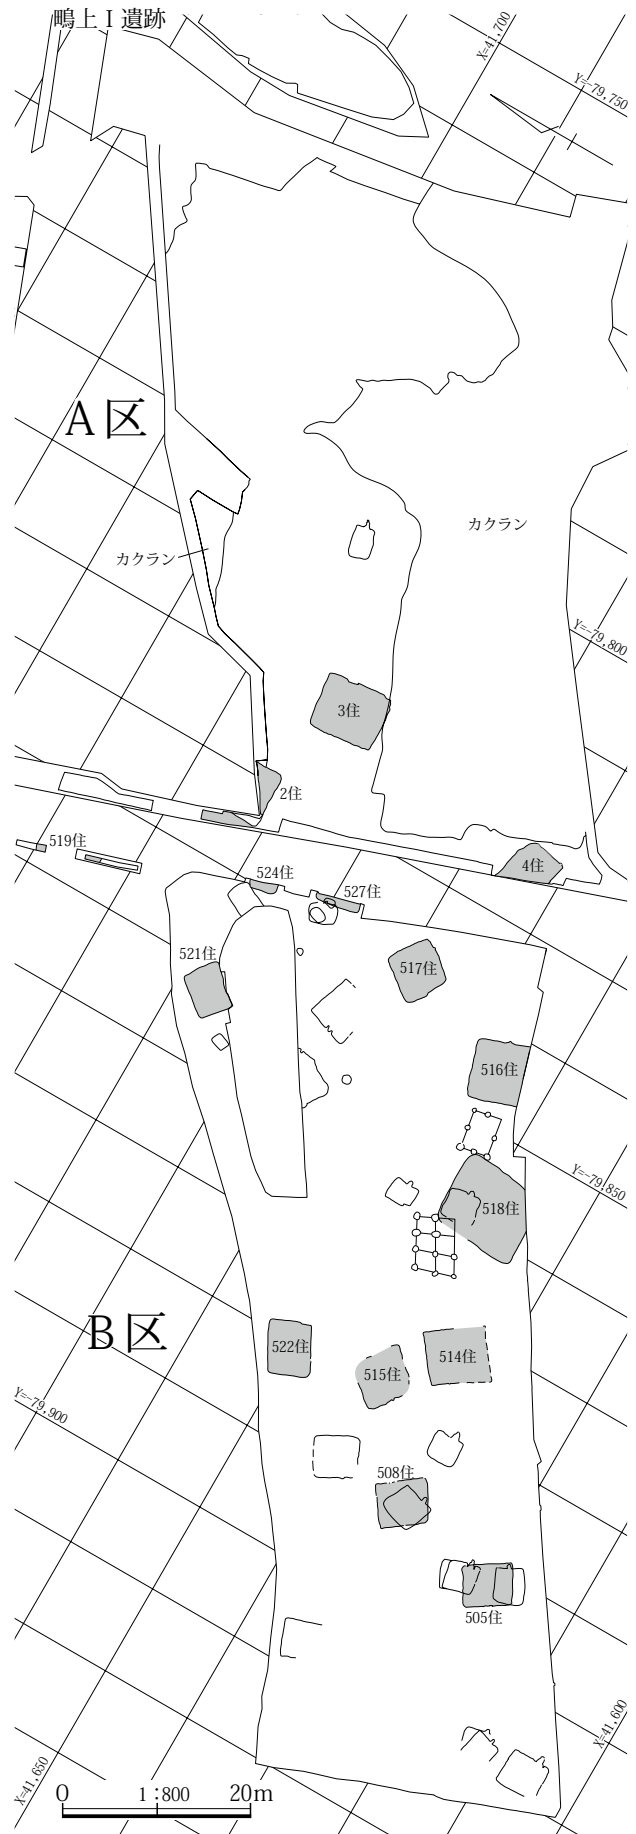 鴫上Ⅰ遺跡
X=41,700
Y=-79,750
A区
カクラン
カクラン
Y=-79,800
3住
2住
519住
4住
524住
527住
521住
517住
516住
Y=-79,850
518住
B区
522住
514住
515住
Y=-79,900
508住
505住
X=41,600
X=41,650
0 1:800 20m